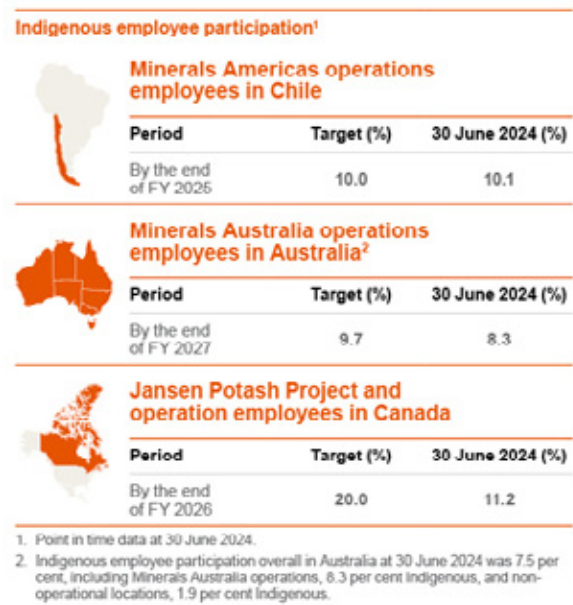 Indigenous employee participation¹
Minerals Americas operations
employees in Chile
Period Target (%) 30 June 2024 (%)
By the end
of FY 2025 10.0 10.1
Minerals Australia operations
employees in Australia²
Period Target (%) 30 June 2024 (%)
By the end
of FY 2027 9.7 8.3
Jansen Potash Project and
operation employees in Canada
Period Target (%) 30 June 2024 (%)
By the end
of FY 2026 20.0 11.2
1. Point in time data at 30 June 2024.
2. Indigenous employee participation overall in Australia at 30 June 2024 was 7.5 per
cent, including Minerals Australia operations, 8.3 per cent Indigenous, and non-
operational locations, 1.9 per cent Indigenous.